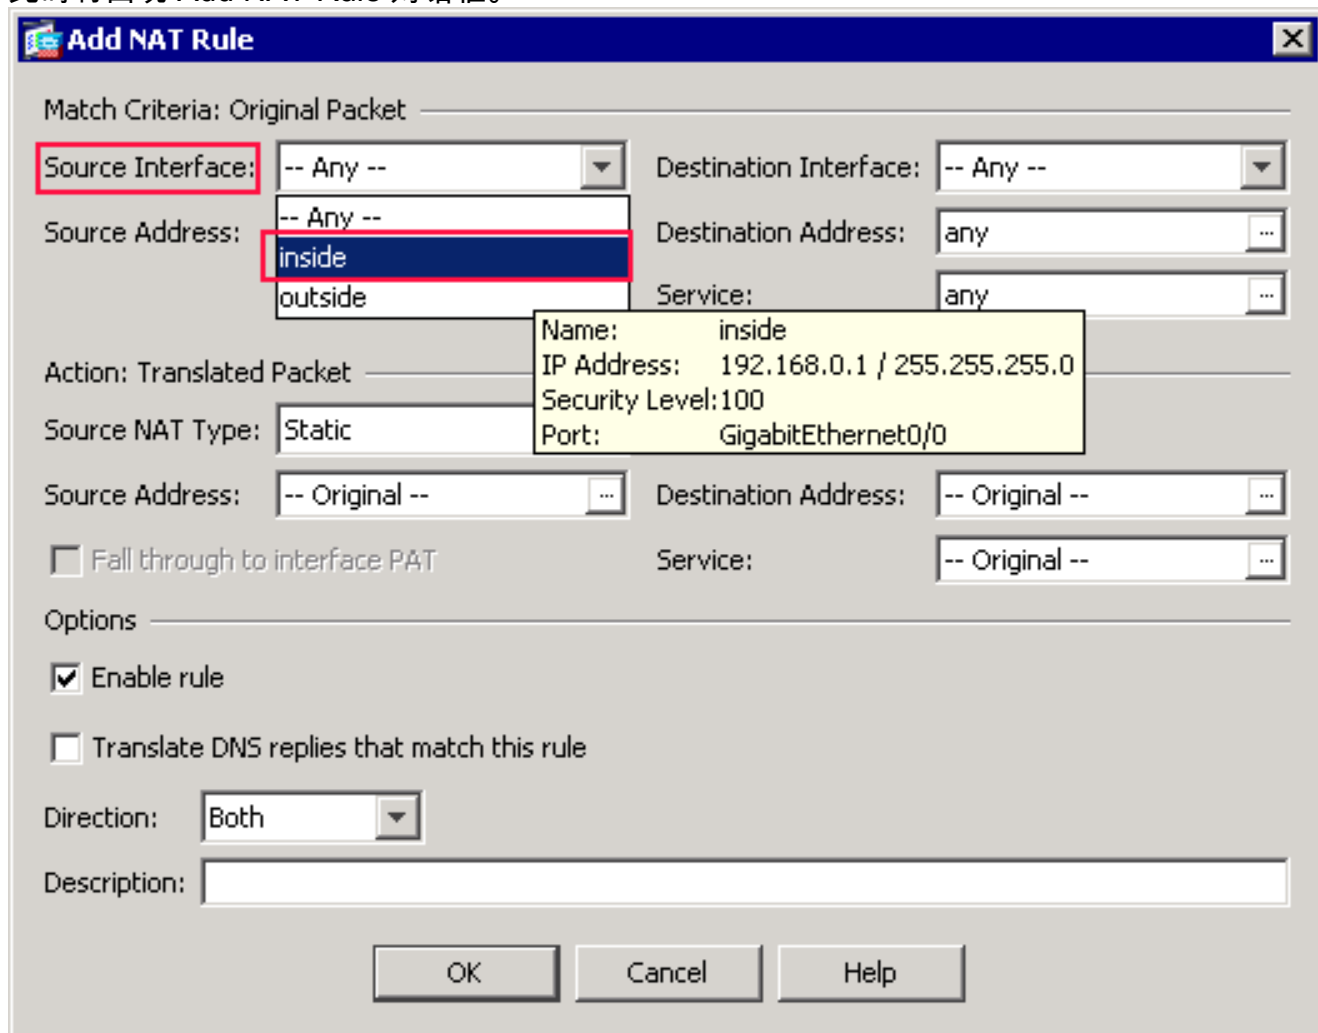 Add NAT Rule
Match Criteria: Original Packet
Source Interface: -- Any -- Destination Interface: -- Any --
-- Any --
Source Address: Destination Address: any ...
inside
outside Service: any ...
Name: inside
IP Address: 192.168.0.1 / 255.255.255.0
Security Level:100
Port: GigabitEthernet0/0
Action: Translated Packet
Source NAT Type: Static
Source Address: -- Original -- ... Destination Address: -- Original -- ...
Fall through to interface PAT Service: -- Original -- ...
Options
Enable rule
Translate DNS replies that match this rule
Direction: Both
Description:
OK Cancel Help